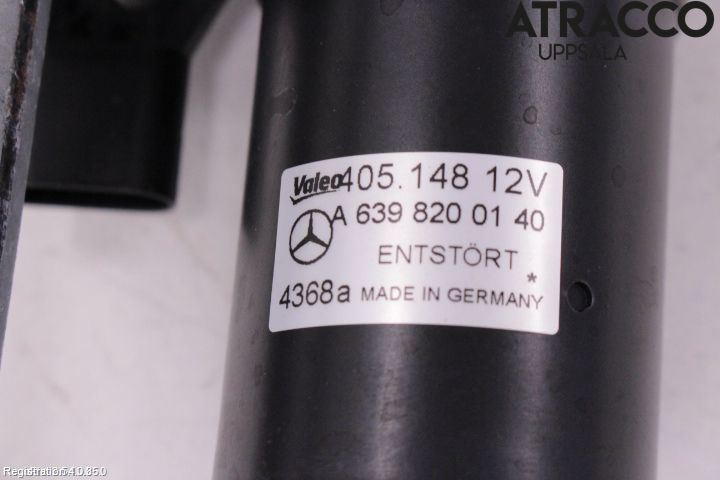 ATRACCO
UPPSALA
Valeo 405.148 12V
A 639 820 01 40
ENTSTÖRT
*
4368a MADE IN GERMANY